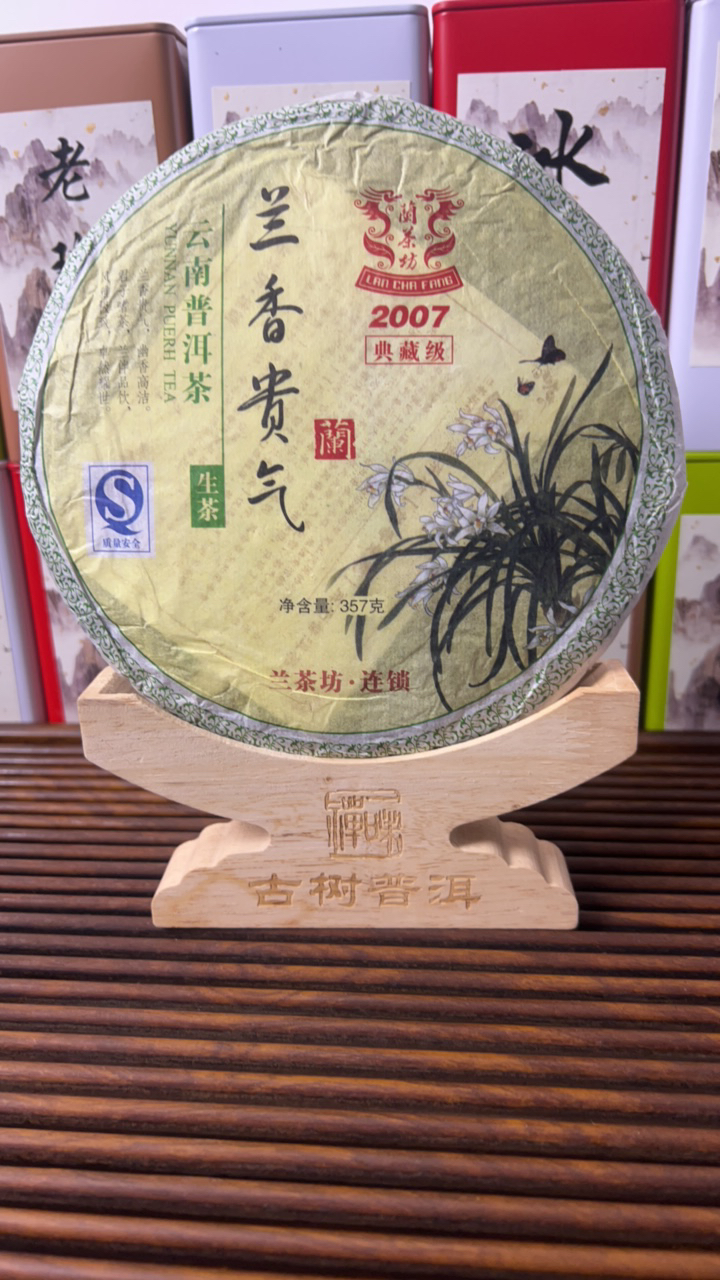 老
冰
兰香贵气
蘭
蘭茶坊
LAN CHA FANG
2007
典藏级
云南普洱茶
YUNNAN PUERH TEA
生茶
质量安全
净含量: 357克
兰茶坊·连锁
古树普洱